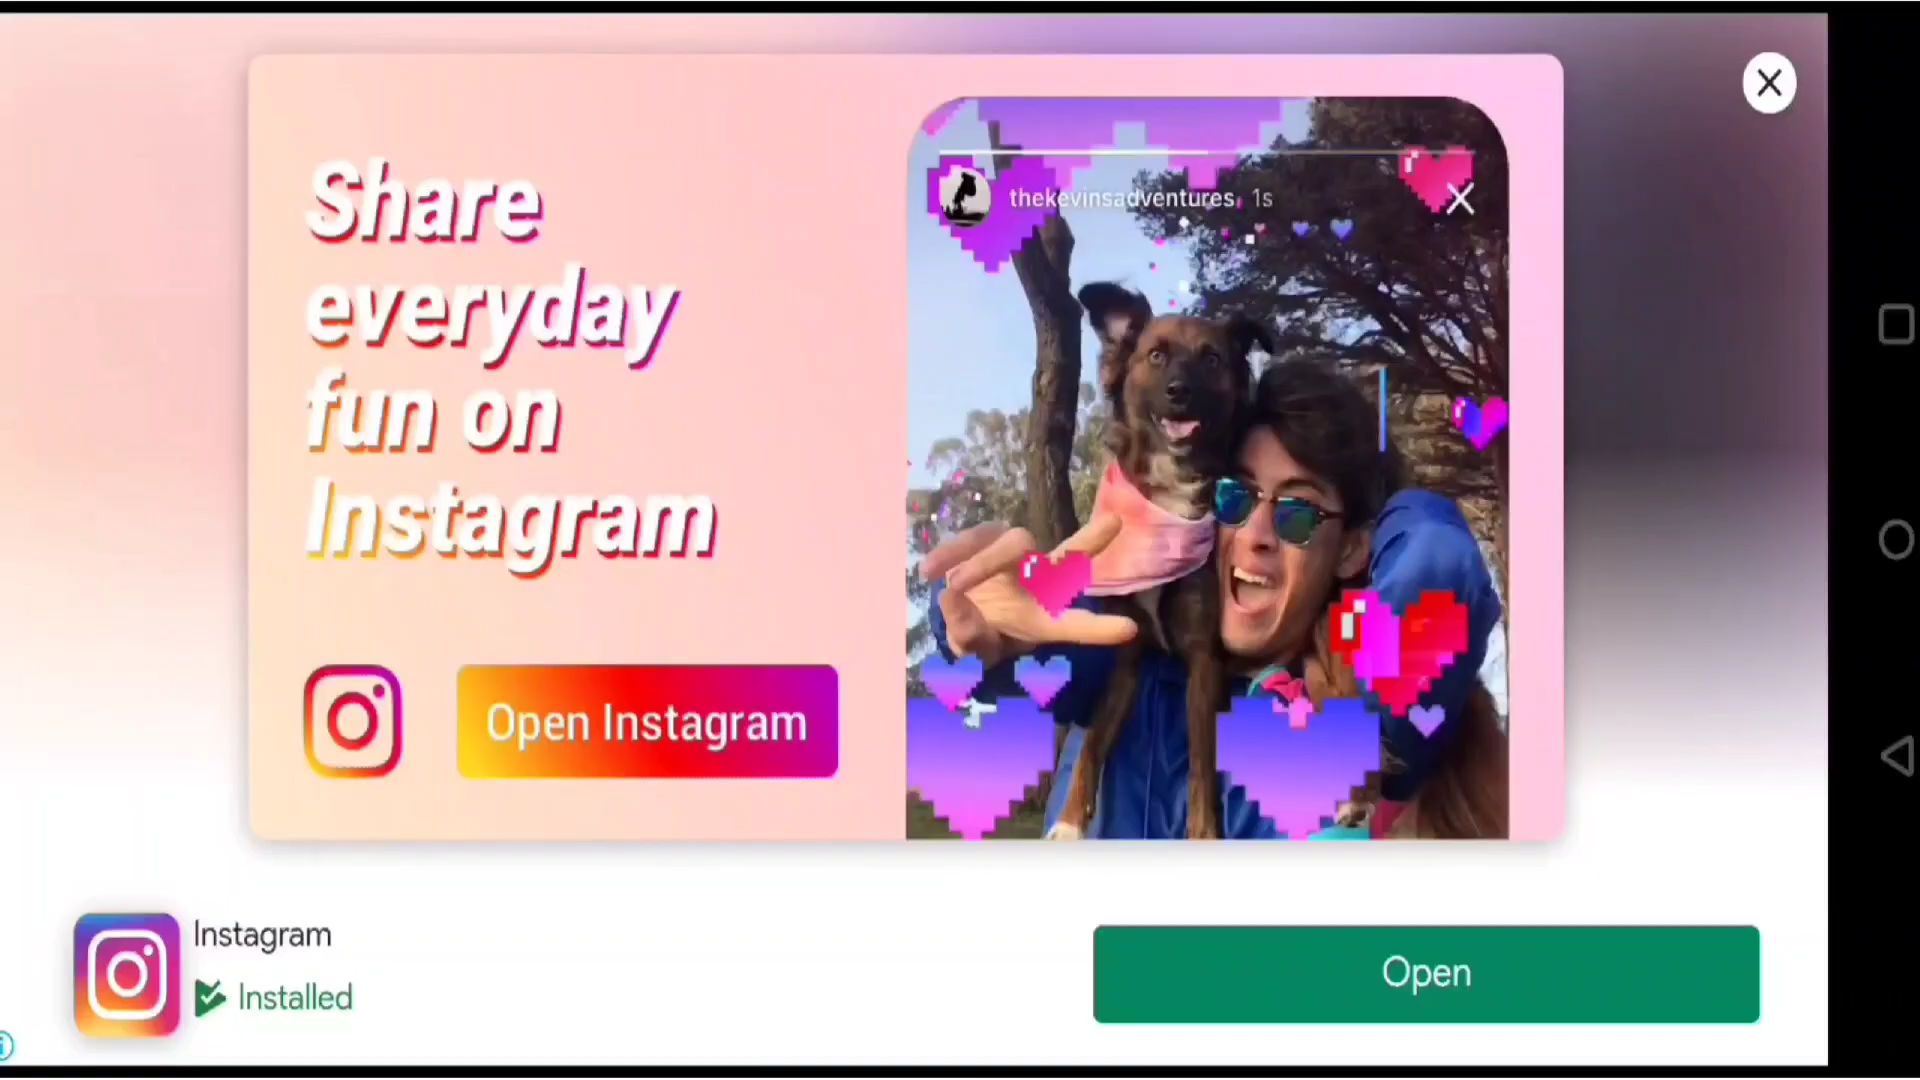 Share
everyday
fun on
Instagram
thekevinsadventures 1s
Open Instagram
Instagram
Installed
Open